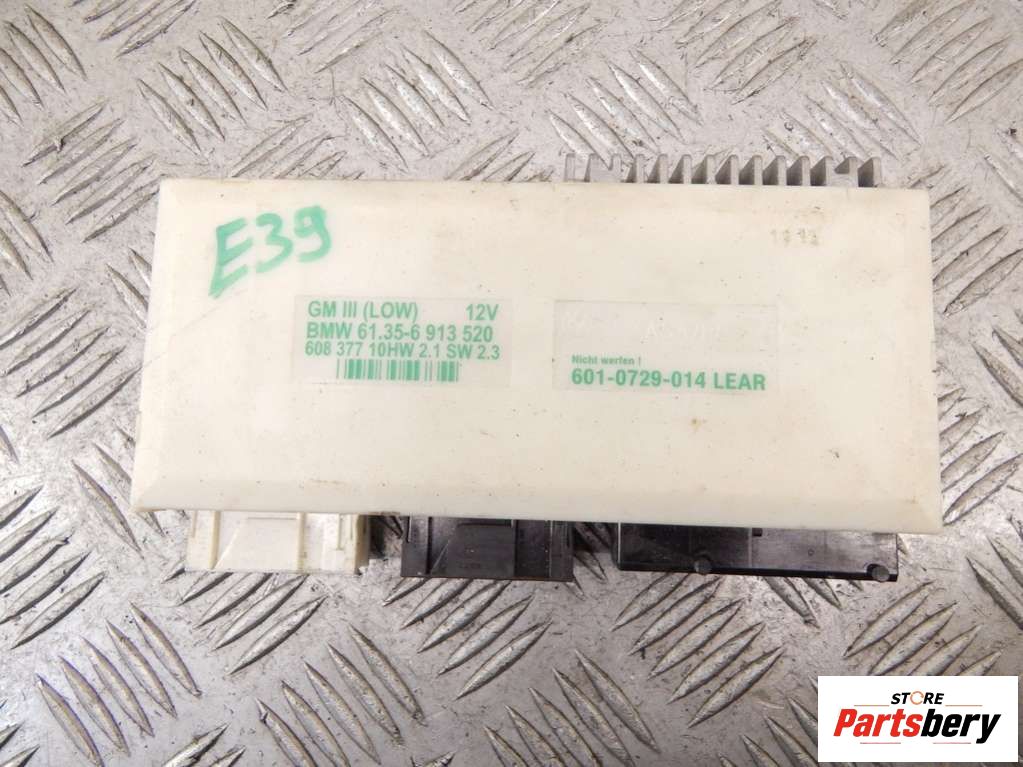 E39
GM III (LOW) 12V
BMW 61.35-6 913 520
608 377 10HW 2.1 SW 2.3
Nicht werfen !
601-0729-014 LEAR
STORE
Partsbery